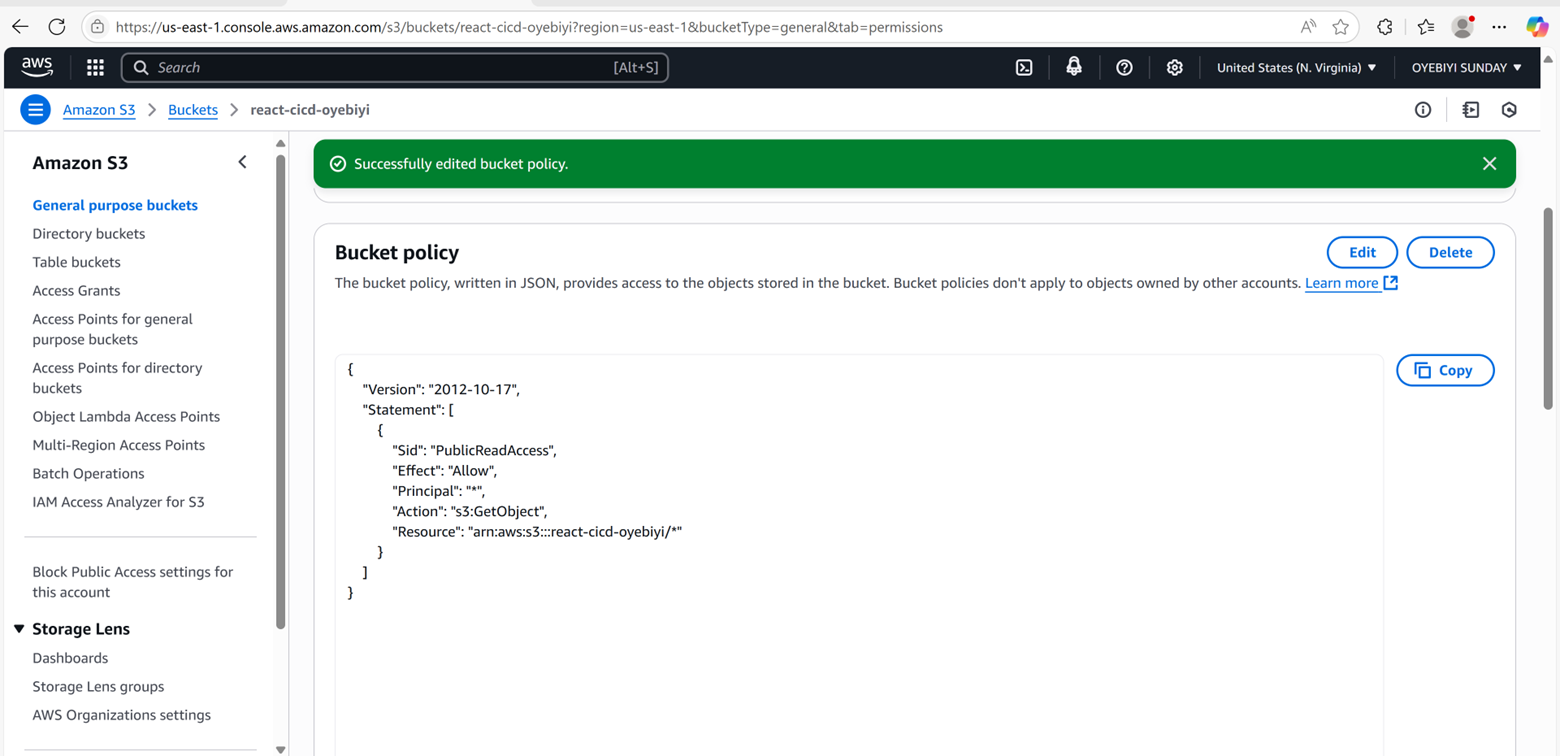 https://us-east-1.console.aws.amazon.com/s3/buckets/react-cicd-oyebiyi?region=us-east-1&bucketType=general&tab=permissions
aws
Search
[Alt+S]
United States (N. Virginia)
OYEBIYI SUNDAY
Amazon S3
Buckets
react-cicd-oyebiyi
Amazon S3
General purpose buckets
Directory buckets
Table buckets
Access Grants
Access Points for general
purpose buckets
Access Points for directory
buckets
Object Lambda Access Points
Multi-Region Access Points
Batch Operations
IAM Access Analyzer for S3
Block Public Access settings for
this account
Storage Lens
Dashboards
Storage Lens groups
AWS Organizations settings
Successfully edited bucket policy.
Bucket policy
Edit
Delete
The bucket policy, written in JSON, provides access to the objects stored in the bucket. Bucket policies don't apply to objects owned by other accounts. Learn more
Copy
{
"Version": "2012-10-17",
"Statement": [
{
"Sid": "PublicReadAccess",
"Effect": "Allow",
"Principal": "*",
"Action": "s3:GetObject",
"Resource": "arn:aws:s3:::react-cicd-oyebiyi/*"
}
]
}